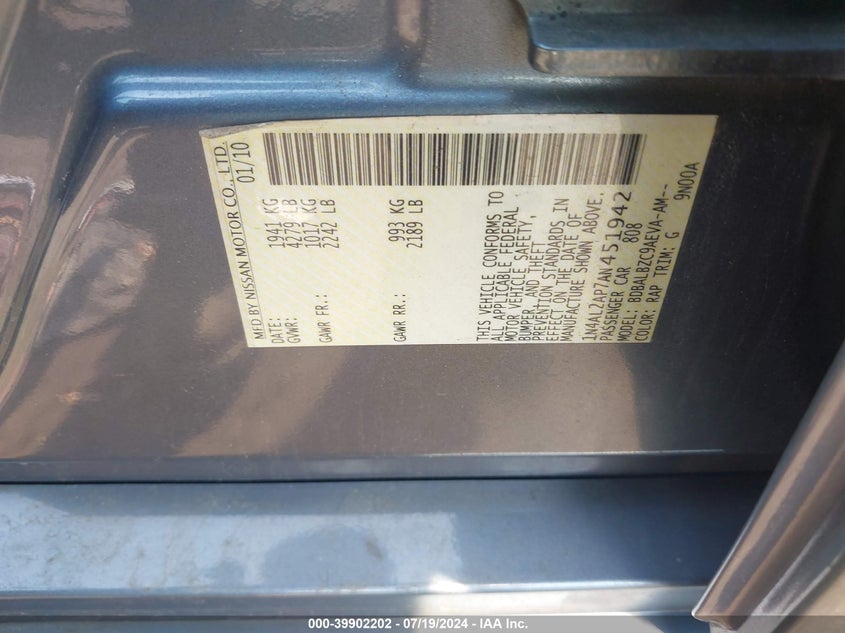 MFD BY NISSAN MOTOR CO., LTD.
DATE: 01/10
GVWR: 1941 KG
4279 LB
GAWR FR.: 1017 KG
2242 LB
GAWR RR.: 993 KG
2189 LB
THIS VEHICLE CONFORMS TO
ALL APPLICABLE FEDERAL
MOTOR VEHICLE SAFETY,
BUMPER, AND THEFT
PREVENTION STANDARDS IN
EFFECT ON THE DATE OF
MANUFACTURE SHOWN ABOVE.
1N4AL2AP7AN451942
PASSENGER CAR 808
MODEL: BDBALBZC9AEVA-AM--
COLOR: RAP TRIM: G 9N00A
000-39902202 - 07/19/2024 - IAA Inc.